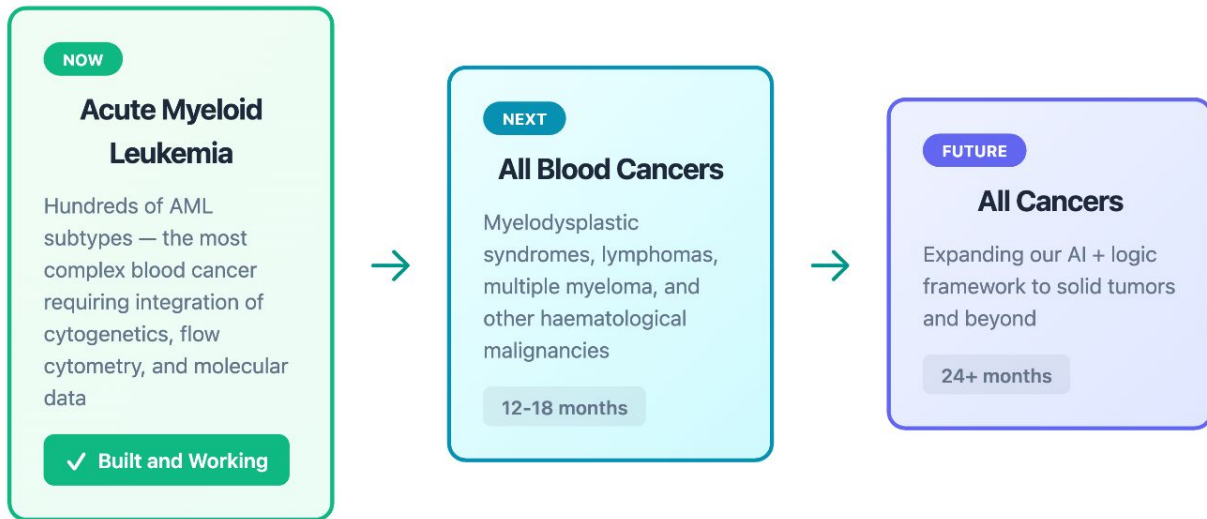 NOW
Acute Myeloid
Leukemia
Hundreds of AML
subtypes — the most
complex blood cancer
requiring integration of
cytogenetics, flow
cytometry, and molecular
data
✓ Built and Working
→
NEXT
All Blood Cancers
Myelodysplastic
syndromes, lymphomas,
multiple myeloma, and
other haematological
malignancies
12-18 months
→
FUTURE
All Cancers
Expanding our AI + logic
framework to solid tumors
and beyond
24+ months